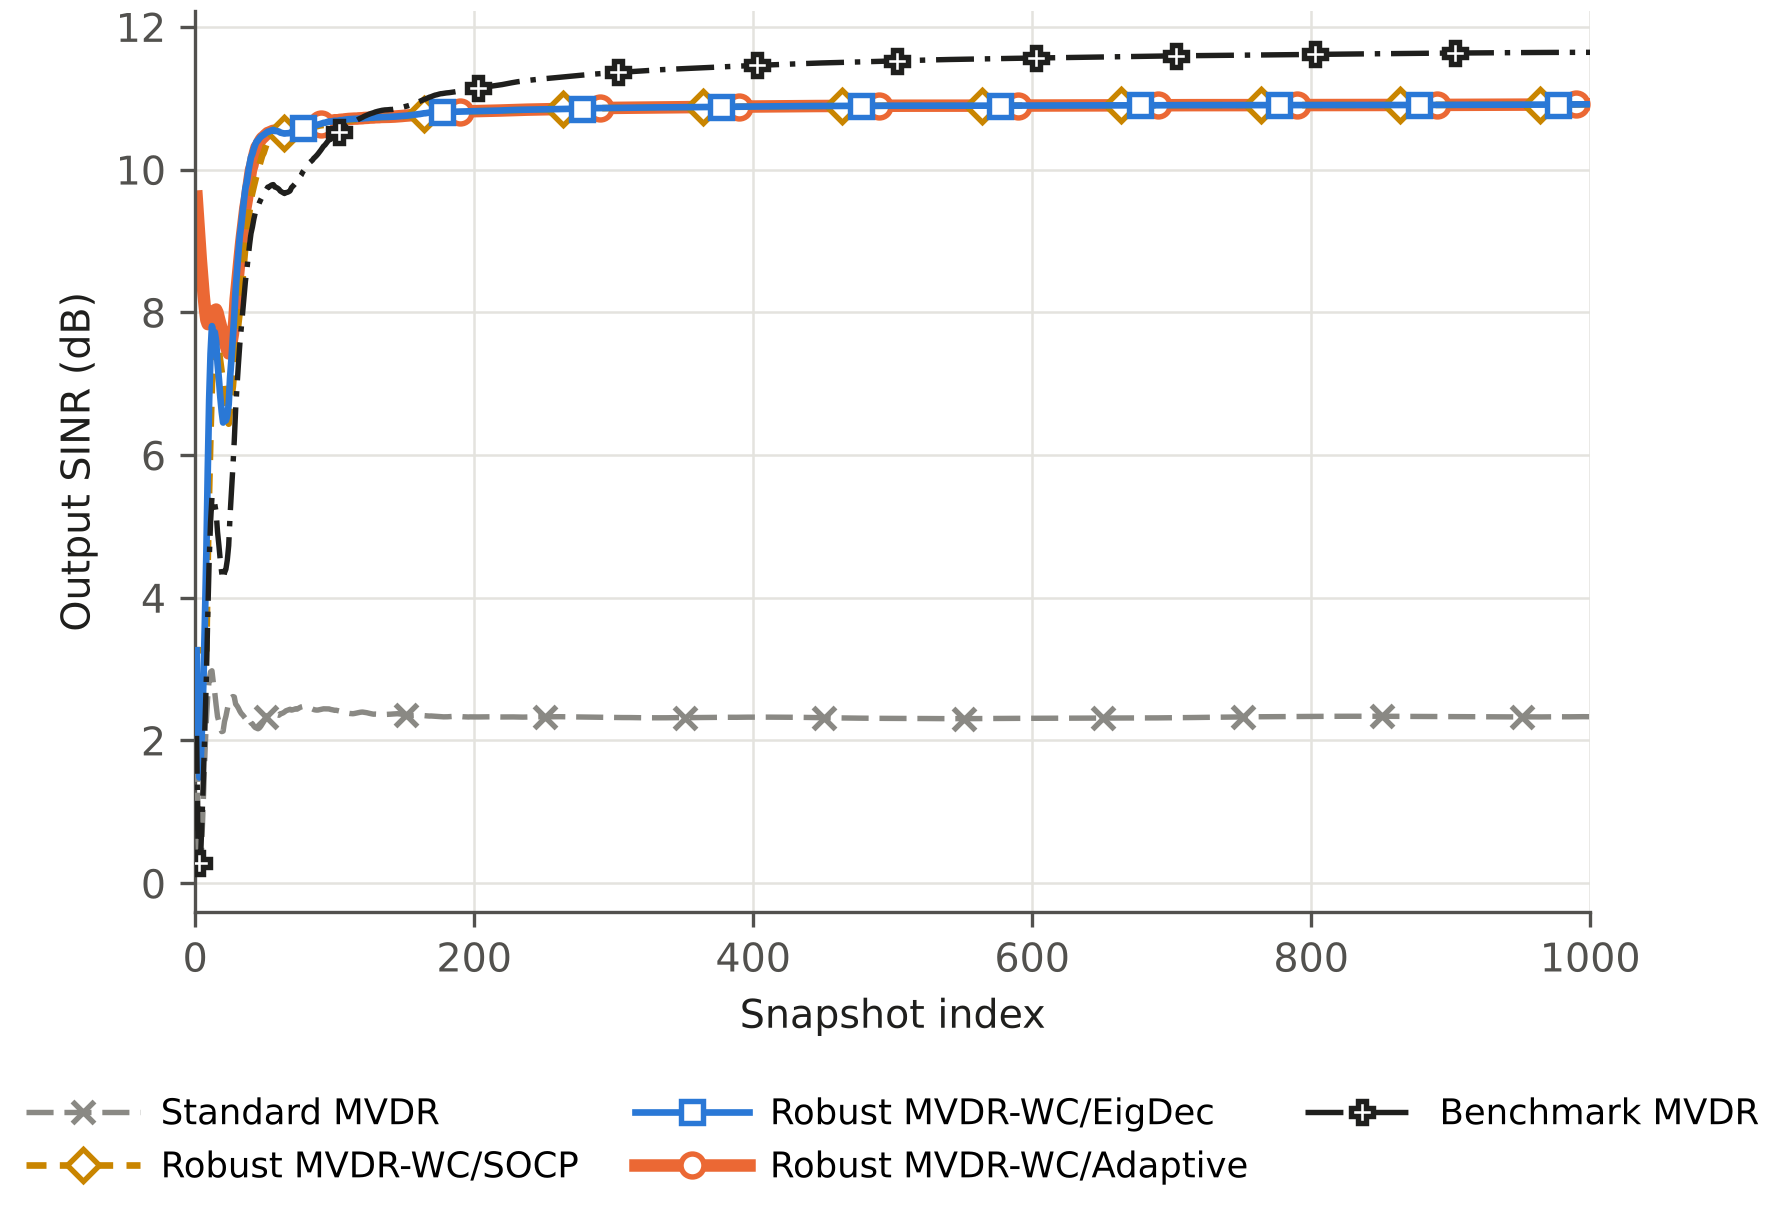 12
10
8
6
4
2
0
Output SINR (dB)
0 200 400 600 800 1000
Snapshot index
Standard MVDR Robust MVDR-WC/EigDec Benchmark MVDR
Robust MVDR-WC/SOCP Robust MVDR-WC/Adaptive